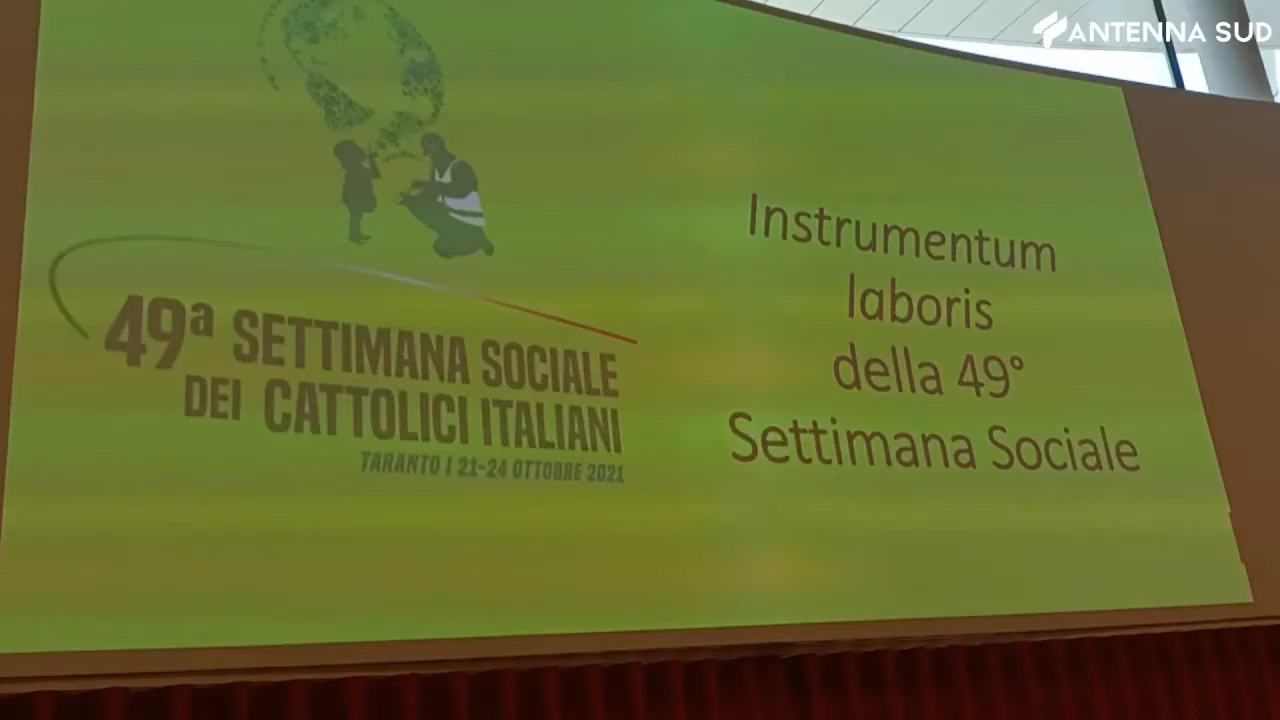 ANTENNA SUD
49ª SETTIMANA SOCIALE
DEI CATTOLICI ITALIANI
TARANTO | 21-24 OTTOBRE 2021
Instrumentum
laboris
della 49°
Settimana Sociale